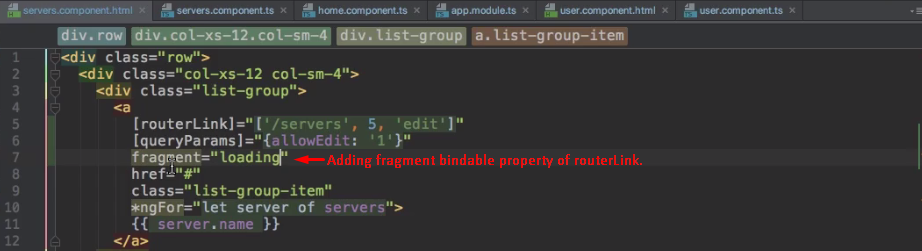 servers.component.html × servers.component.ts × home.component.ts × app.module.ts × user.component.html × user.component.ts ×
div.row div.col-xs-12.col-sm-4 div.list-group a.list-group-item
1 <div class="row">
2 <div class="col-xs-12 col-sm-4">
3 <div class="list-group">
4 <a
5 [routerLink]="['/servers', 5, 'edit']"
6 [queryParams]="{allowEdit: '1'}"
7 fragment="loading" Adding fragment bindable property of routerLink.
8 href="#"
9 class="list-group-item"
10 *ngFor="let server of servers">
11 {{ server.name }}
12 </a>